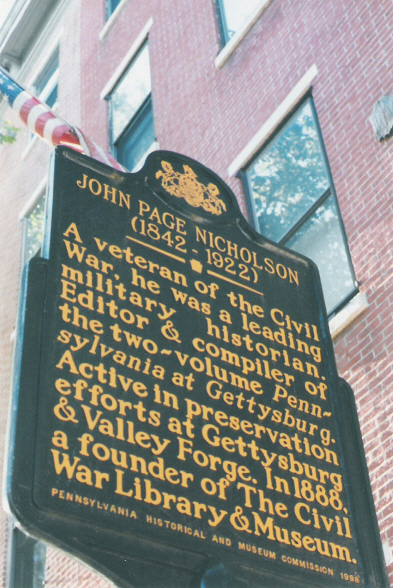 JOHN PAGE NICHOLSON
(1842-1922)
A veteran of the Civil
War, he was a leading
military historian.
Editor & compiler of
the two-volume Penn-
sylvania at Gettysburg.
Active in preservation
efforts at Gettysburg
& Valley Forge. In 1888,
a founder of The Civil
War Library & Museum.
PENNSYLVANIA HISTORICAL AND MUSEUM COMMISSION 1996